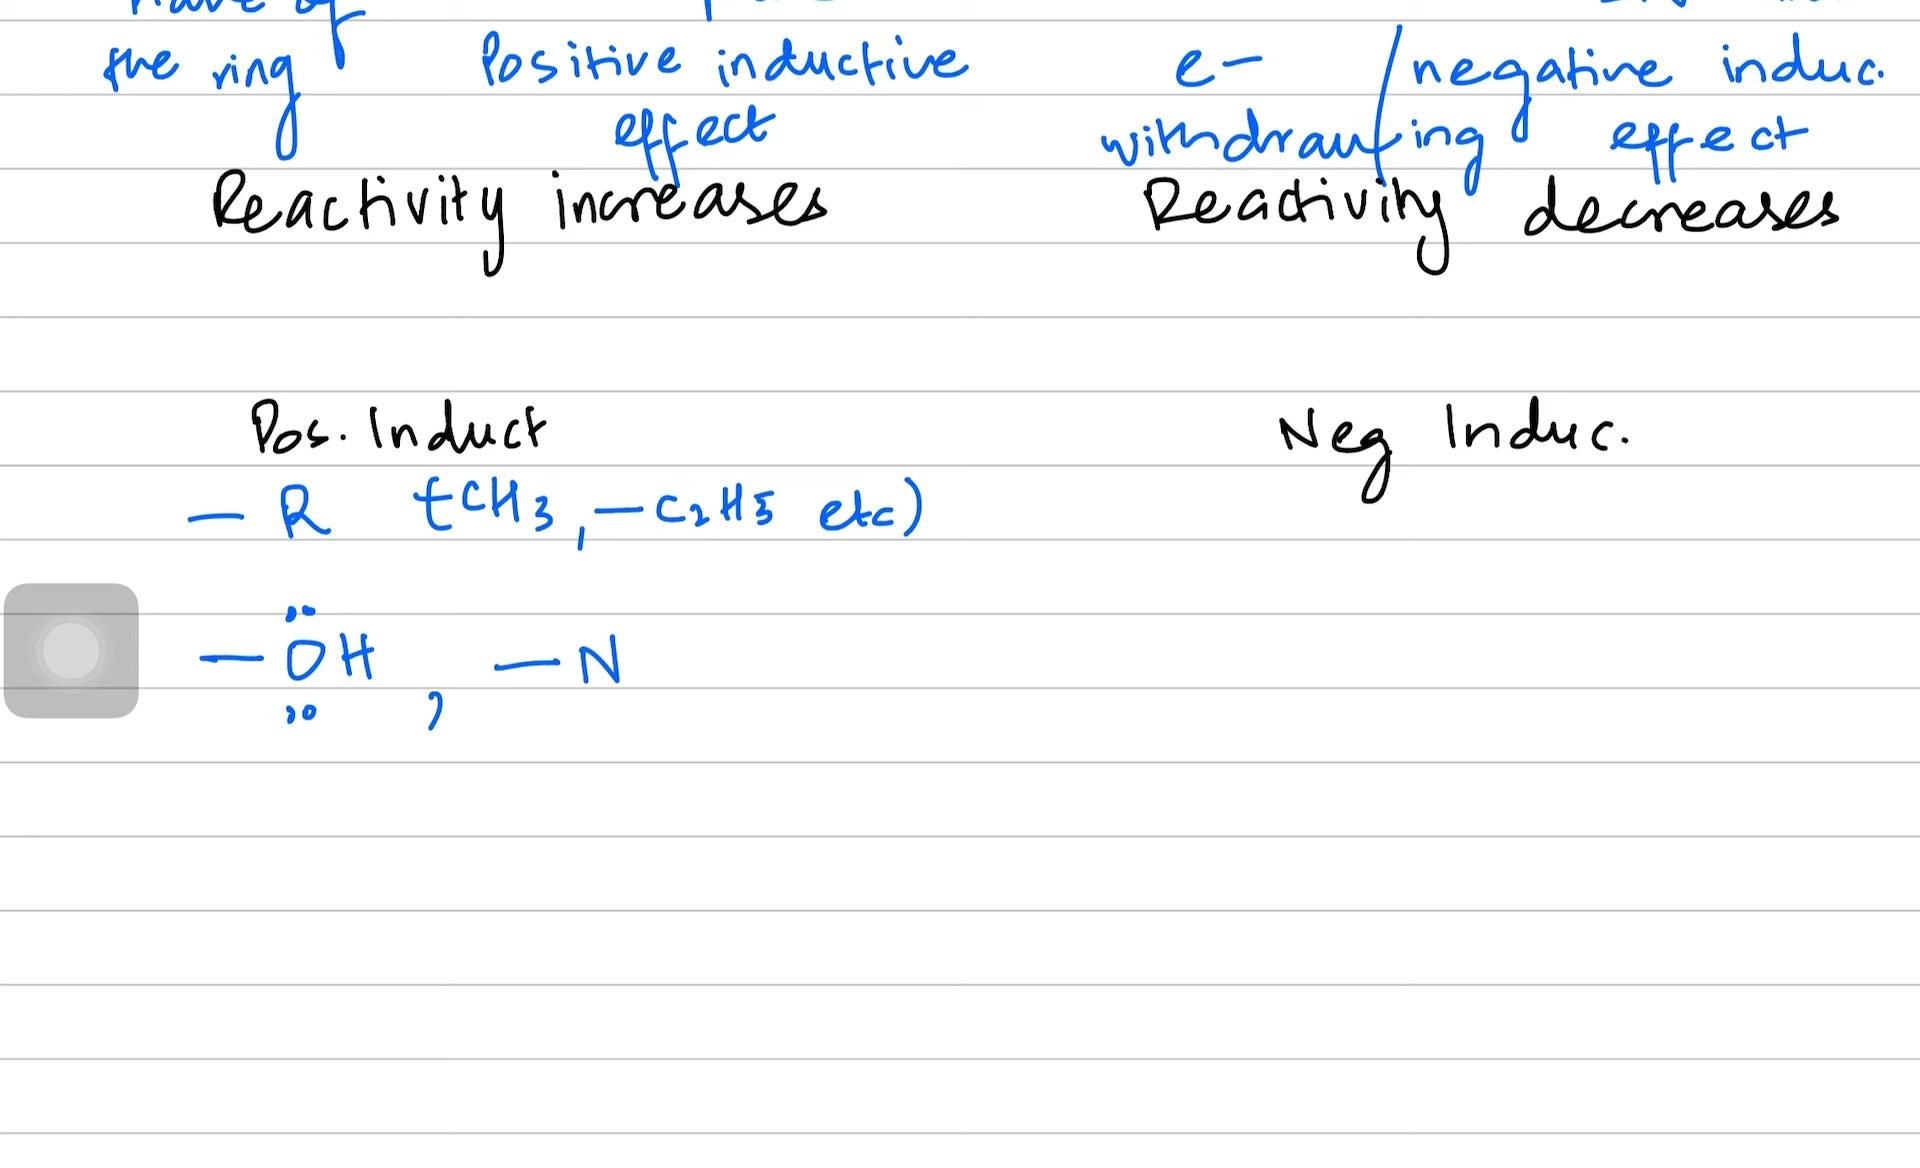 the ring Positive inductive e- / negative induc.
effect withdrawing effect
Reactivity increases Reactivity decreases
Pos. Induct Neg Induc.
— R (-CH3, — C2H5 etc)
— OH , — N